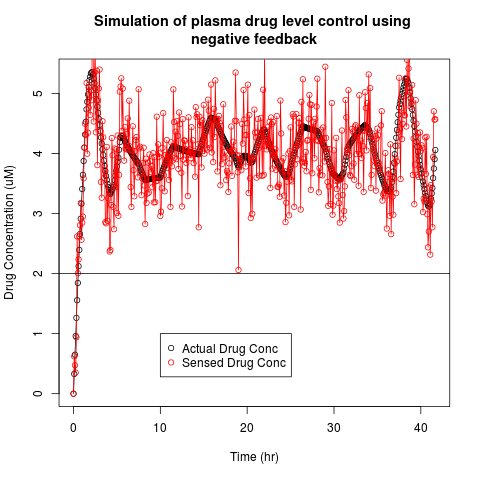 Simulation of plasma drug level control using
negative feedback
Drug Concentration (uM)
5
4
3
2
1
0
Actual Drug Conc
Sensed Drug Conc
0 10 20 30 40
Time (hr)